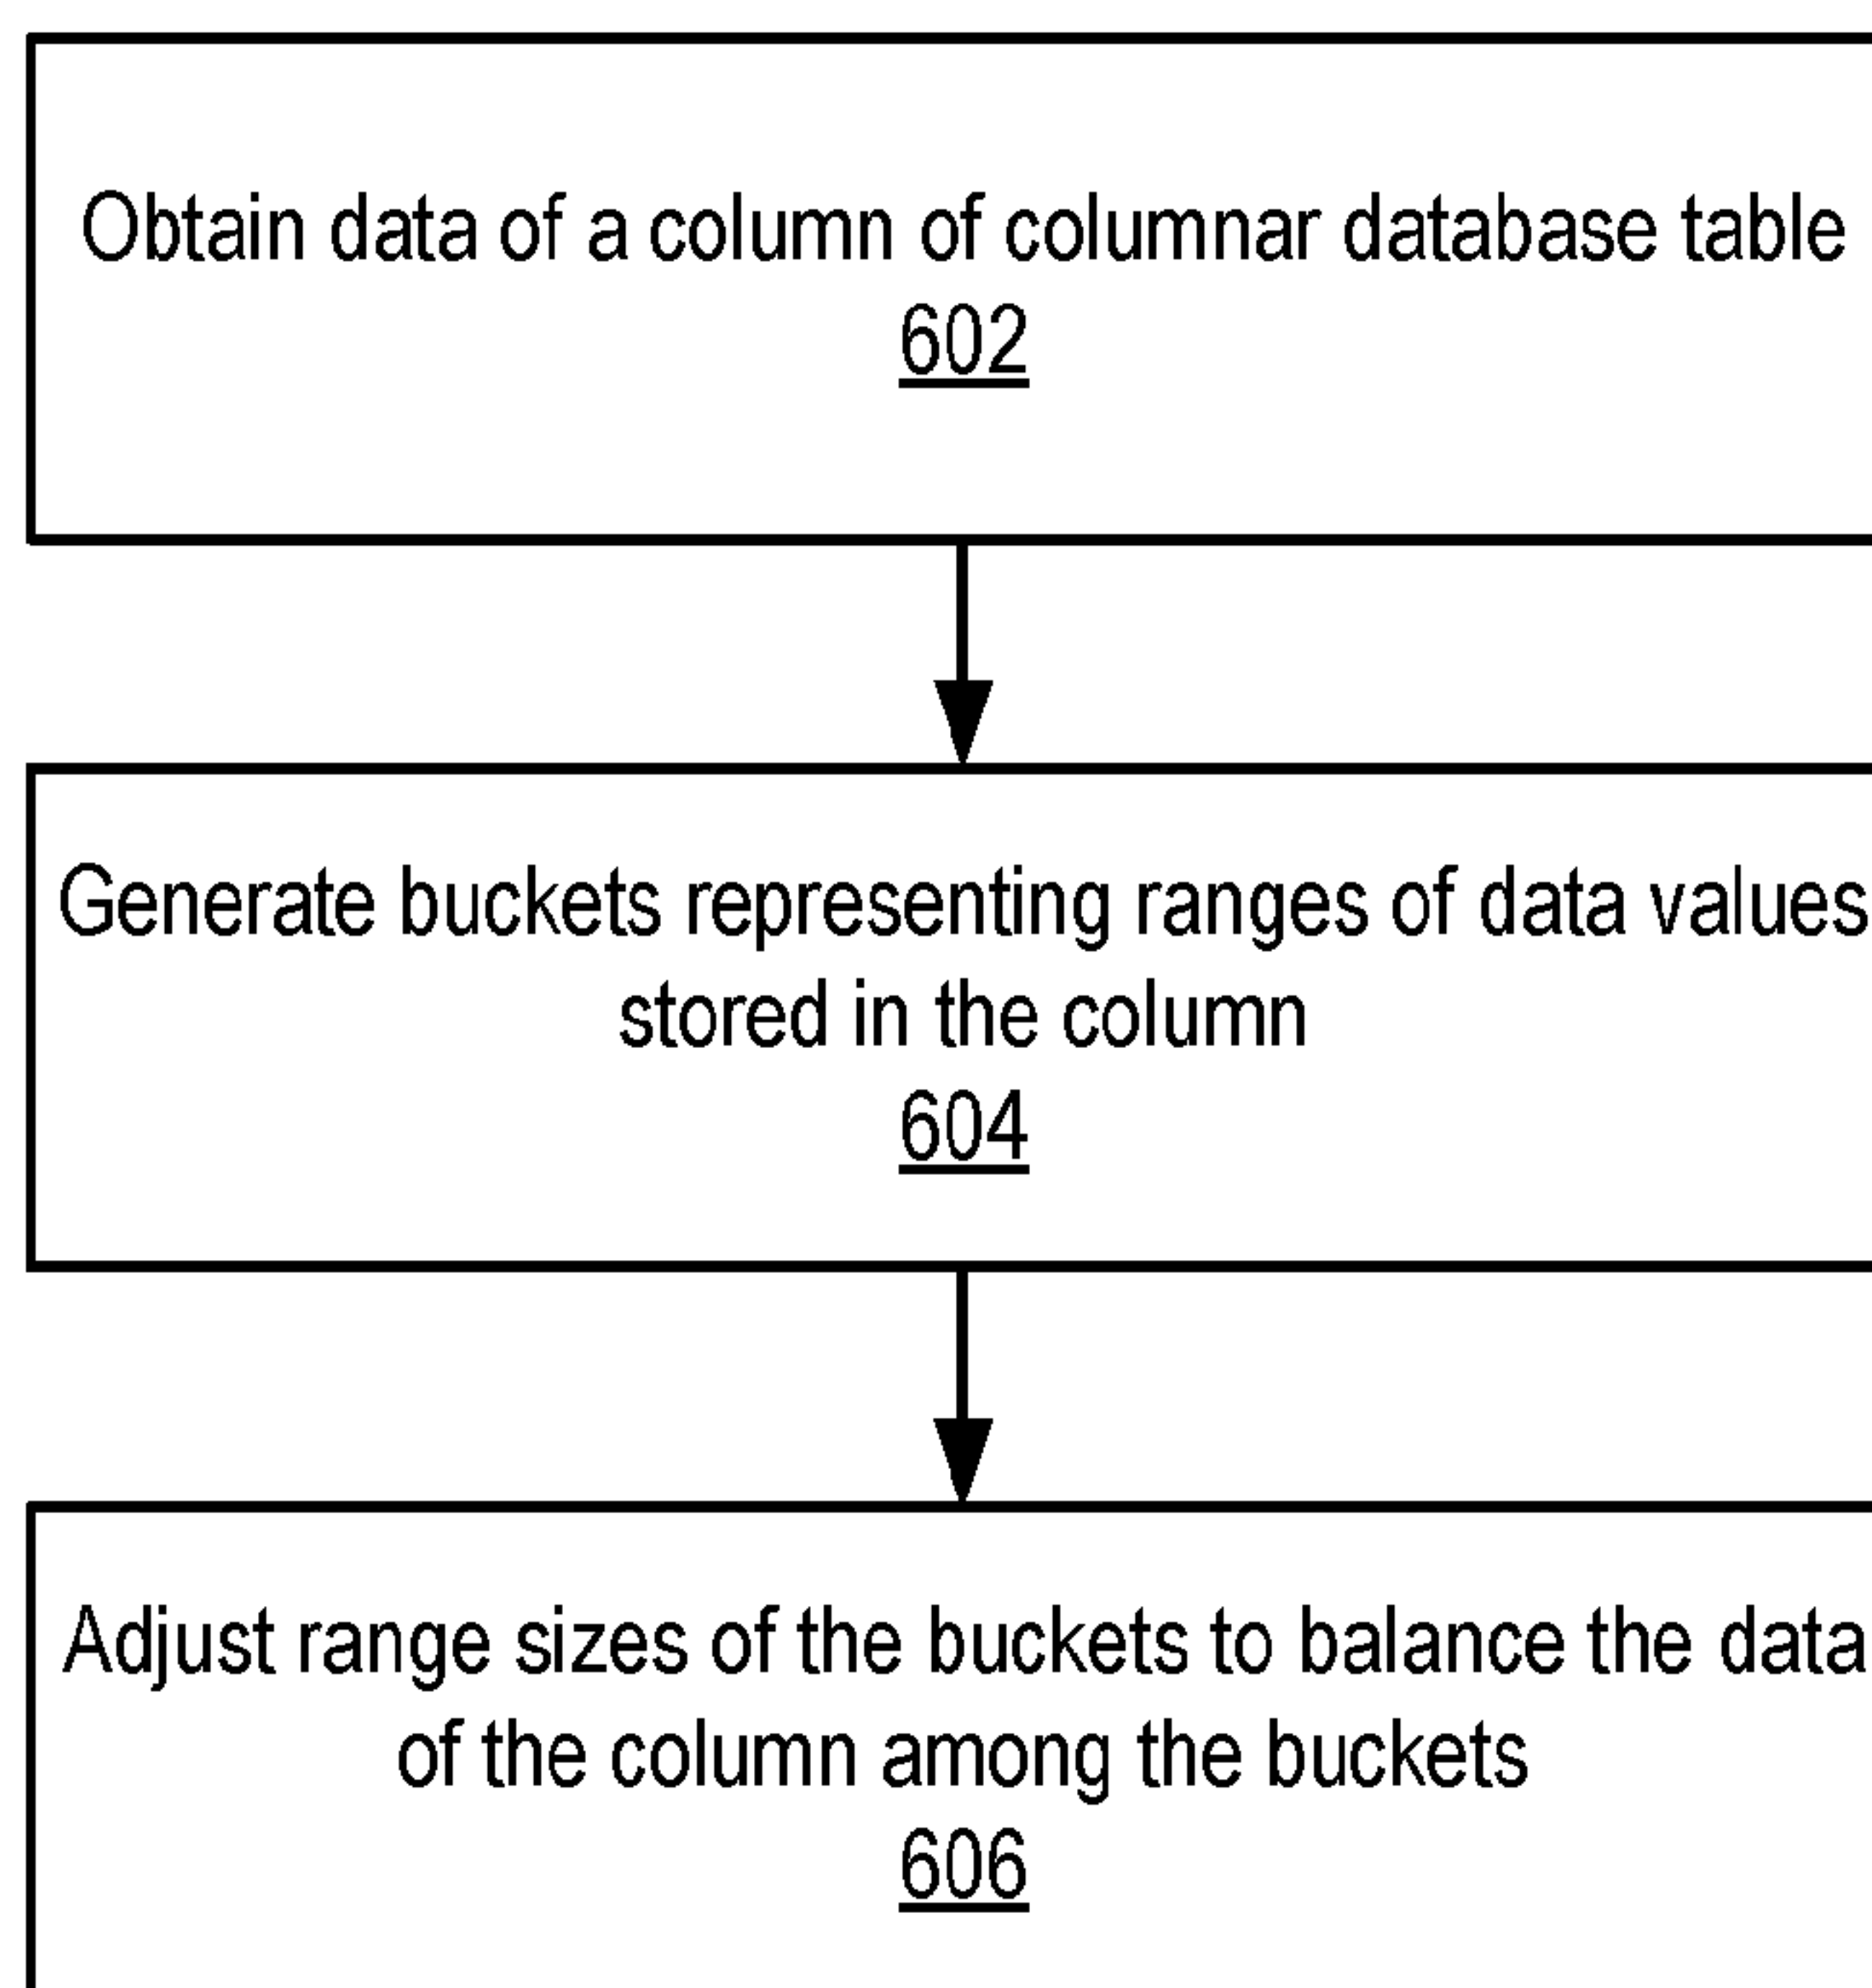 Obtain data of a column of columnar database table
602
Generate buckets representing ranges of data values
stored in the column
604
Adjust range sizes of the buckets to balance the data
of the column among the buckets
606